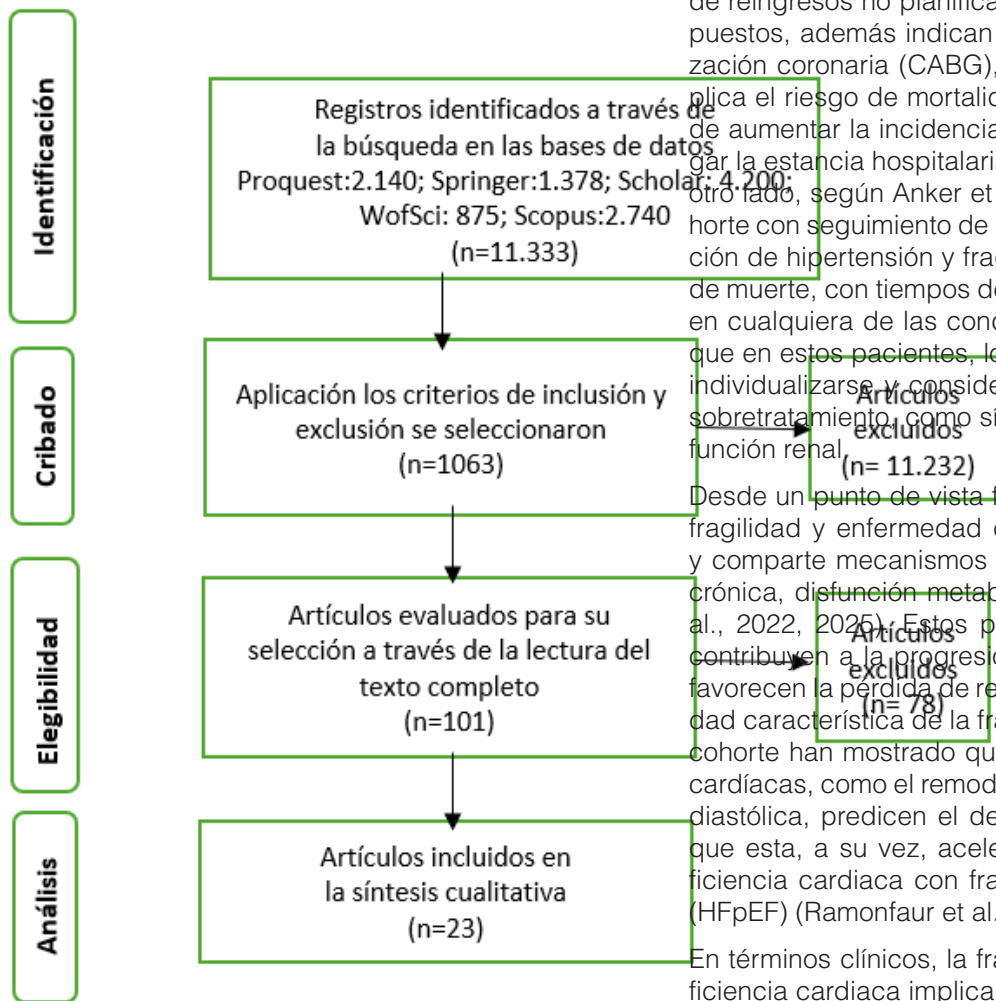 Identificación
Registros identificados a través de
la búsqueda en las bases de datos
Proquest:2.140; Springer:1.378; Scholar: 4.200;
WofSci: 875; Scopus:2.740
(n=11.333)
Cribado
Aplicación los criterios de inclusión y
exclusión se seleccionaron
(n=1063)
Artículos
excluidos
(n= 11.232)
Elegibilidad
Artículos evaluados para su
selección a través de la lectura del
texto completo
(n=101)
Artículos
excluidos
(n= 78)
Análisis
Artículos incluidos en
la síntesis cualitativa
(n=23)
de reingresos no planifica
puestos, además indican
zación coronaria (CABG),
plica el riesgo de mortalid
de aumentar la incidencia
gar la estancia hospitalari
otro lado, según Anker et
horte con seguimiento de
ción de hipertensión y fra
de muerte, con tiempos d
en cualquiera de las cond
que en estos pacientes, lo
individualizarse y conside
sobretratamiento, como sí
función renal
Desde un punto de vista f
fragilidad y enfermedad
y comparte mecanismos
crónica, disfunción metab
al., 2022, 2025). Estos p
contribuyen a la progresi
favorecen la pérdida de re
dad característica de la fra
cohorte han mostrado qu
cardíacas, como el remod
diastólica, predicen el de
que esta, a su vez, acele
ficiencia cardiaca con fra
(HFpEF) (Ramonfaur et al.
En términos clínicos, la fra
ficiencia cardiaca implica